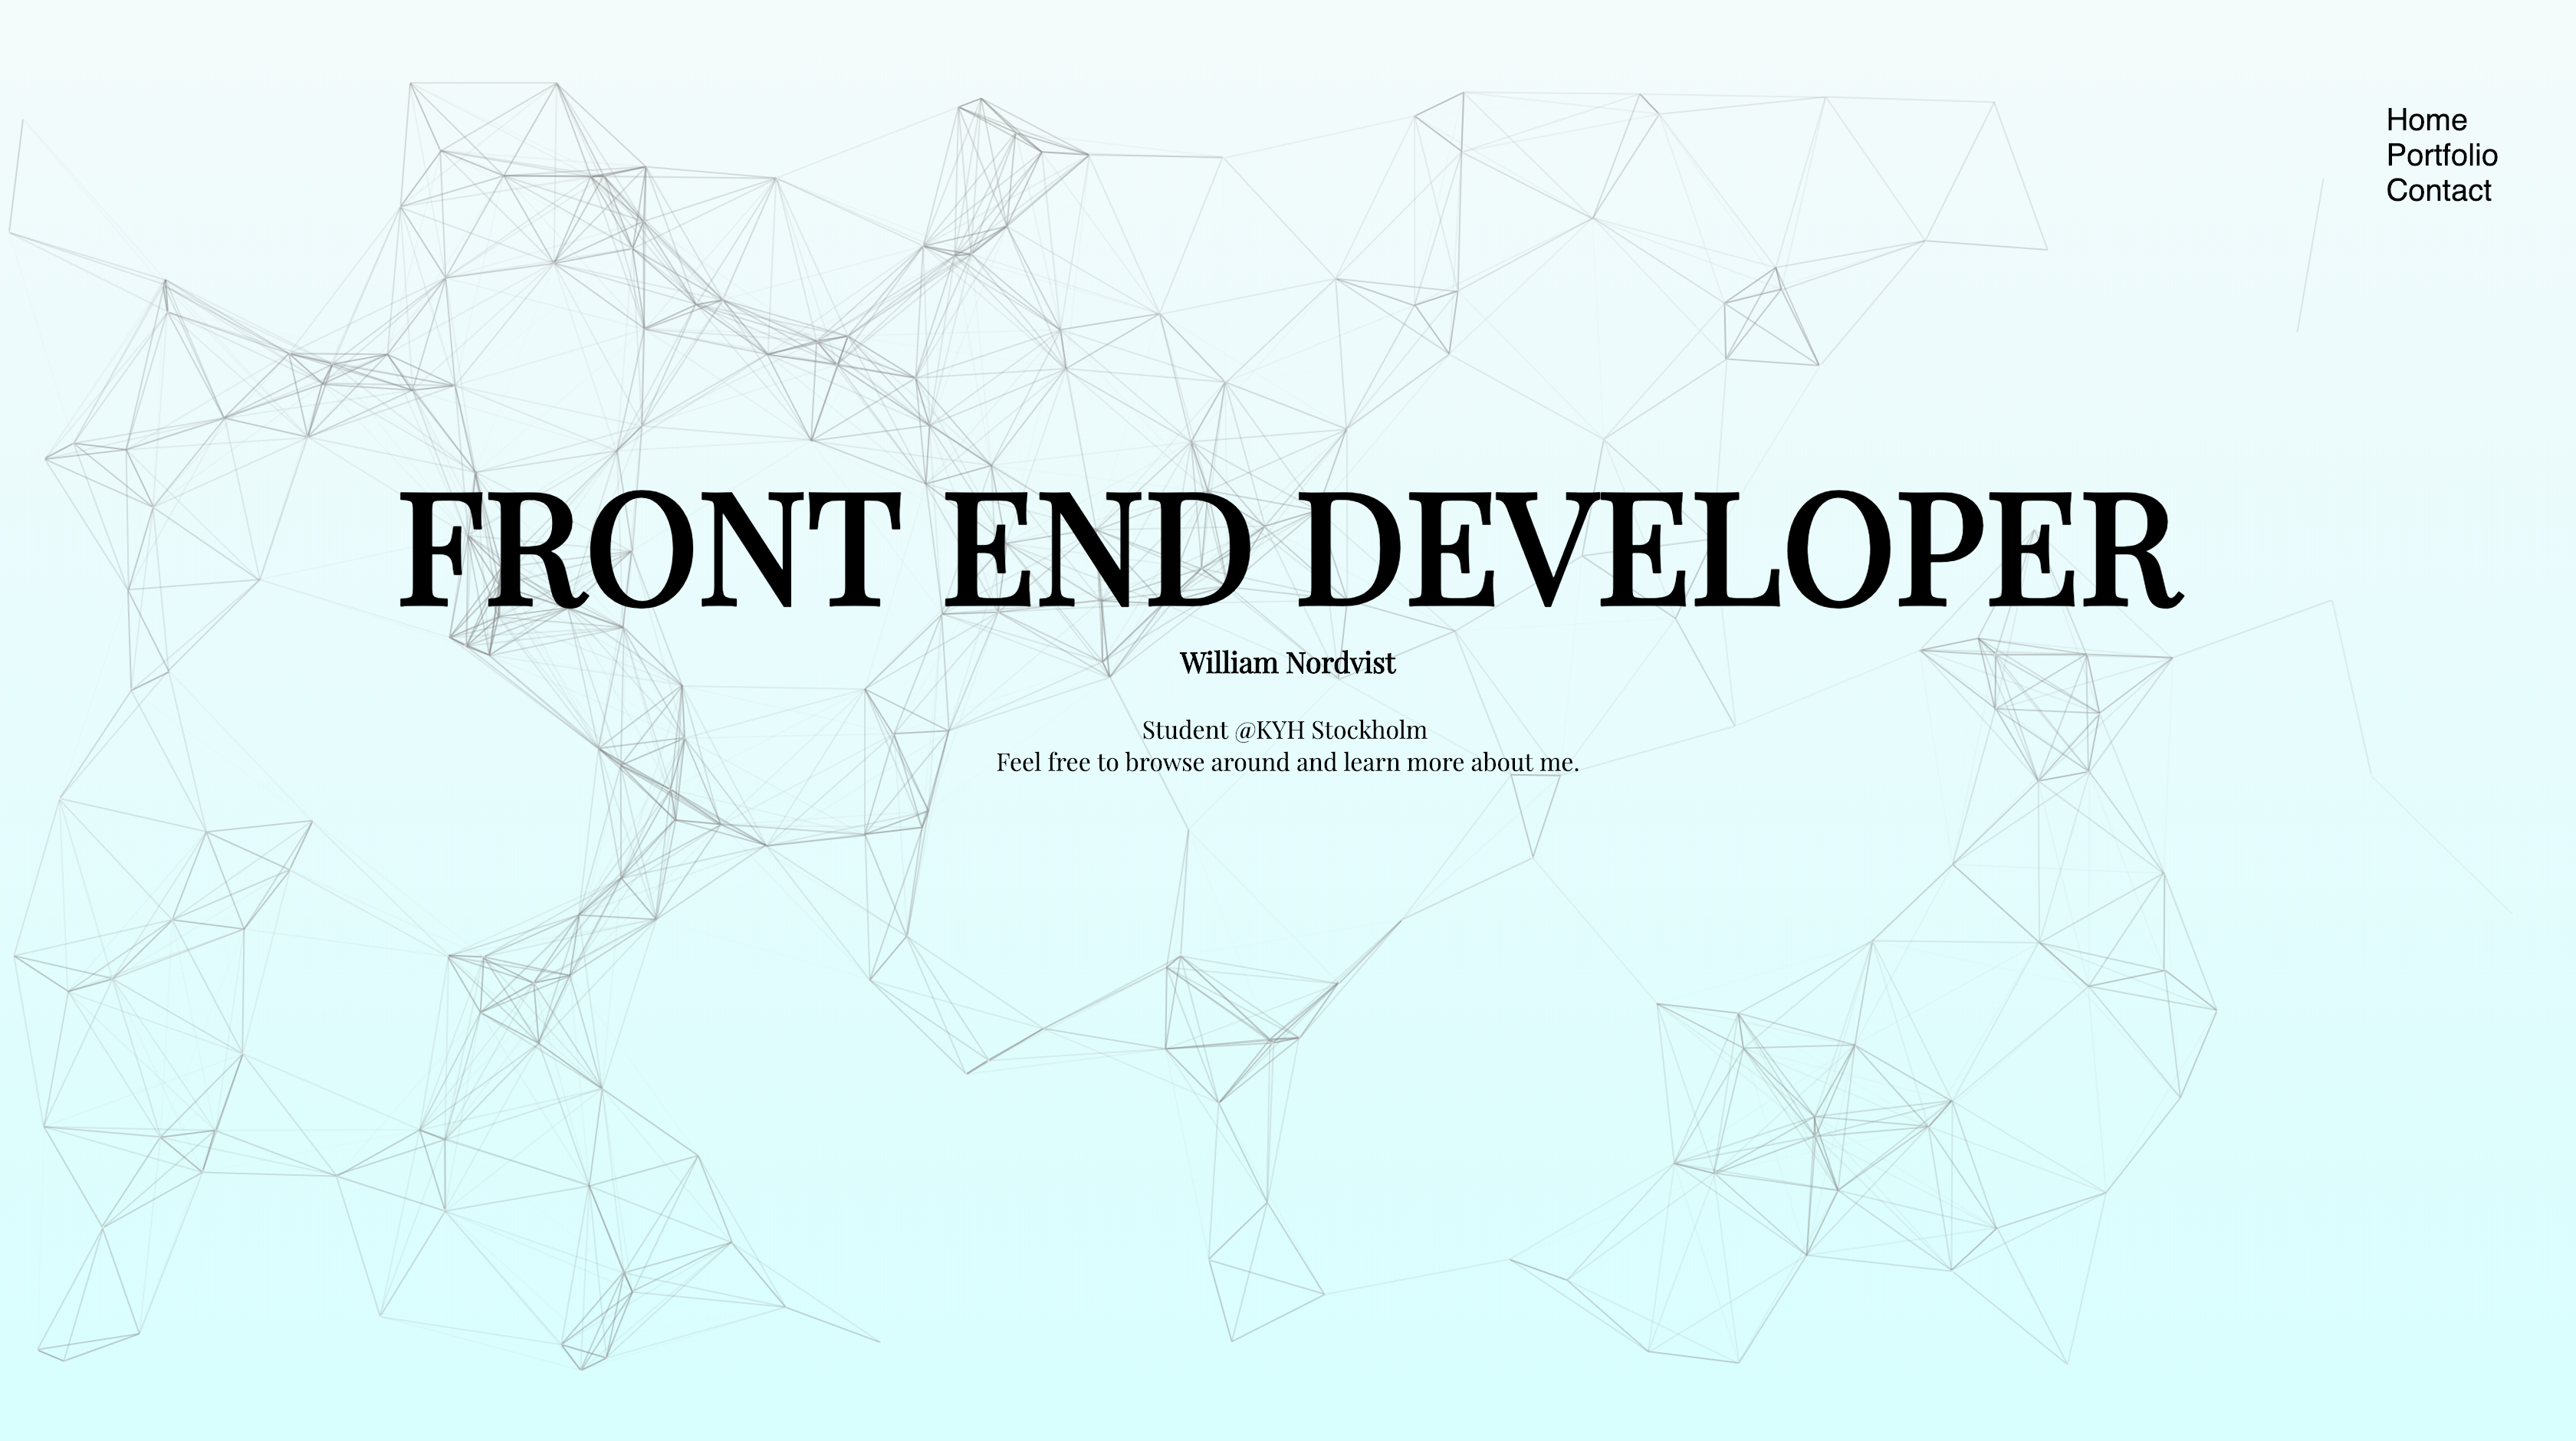 Home
Portfolio
Contact
FRONT END DEVELOPER
William Nordvist
Student @KYH Stockholm
Feel free to browse around and learn more about me.